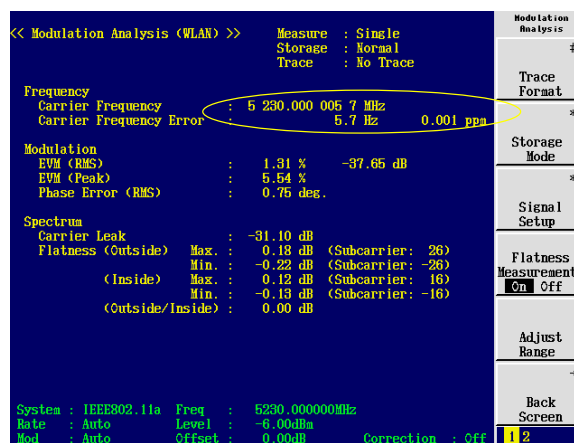 Modulation
Analysis
<< Modulation Analysis (WLAN) >> Measure : Single
Storage : Normal
Trace : No Trace
Frequency
Carrier Frequency : 5 230.000 005 7 MHz
Carrier Frequency Error : 5.7 Hz 0.001 ppm
Modulation
EVM (RMS) : 1.31 % -37.65 dB
EVM (Peak) : 5.54 %
Phase Error (RMS) : 0.75 deg.
Spectrum
Carrier Leak : -31.10 dB
Flatness (Outside) Max. : 0.18 dB (Subcarrier: 26)
Min. : -0.22 dB (Subcarrier: -26)
(Inside) Max. : 0.12 dB (Subcarrier: 16)
Min. : -0.13 dB (Subcarrier: -16)
(Outside/Inside) : 0.00 dB
System : IEEE802.11a Freq : 5230.000000MHz
Rate : Auto Level : -6.00dBm
Mod : Auto Offset : 0.00dB Correction : Off
#
Trace
Format
*
Storage
Mode
*
Signal
Setup
Flatness
Measurement
On Off
Adjust
Range
→
Back
Screen
1 2